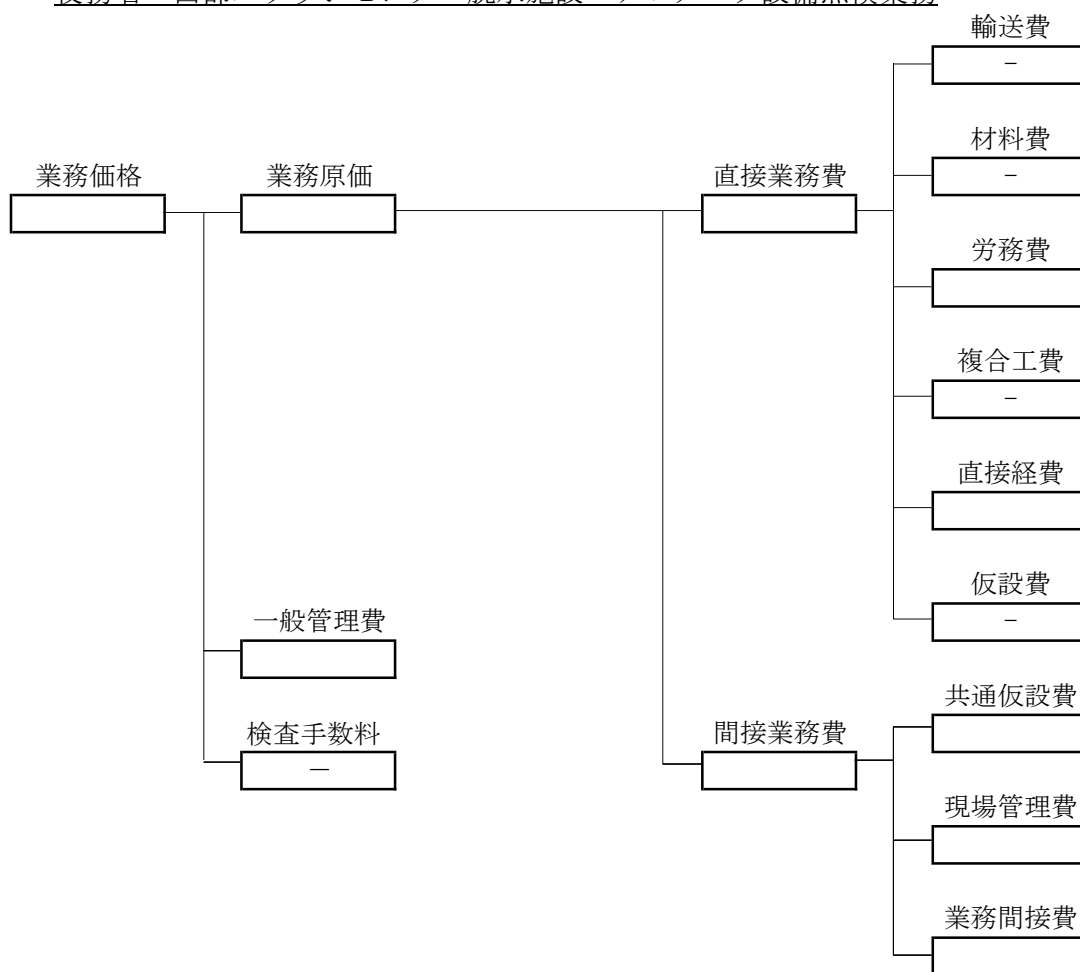 輸送費
－
材料費
－
業務価格
業務原価
直接業務費
労務費
複合工費
－
直接経費
仮設費
－
一般管理費
共通仮設費
検査手数料
－
間接業務費
現場管理費
業務間接費